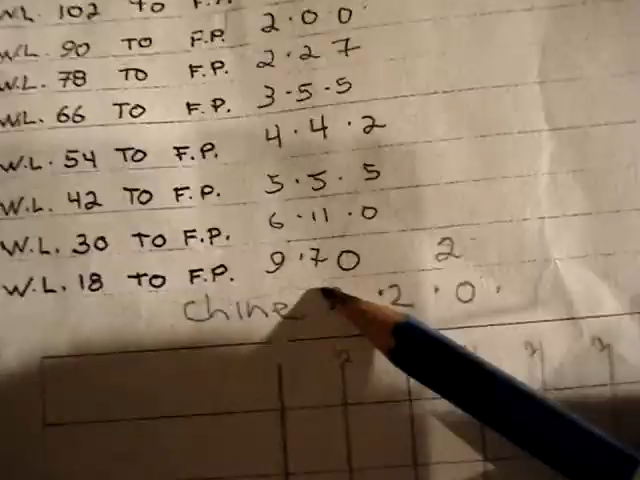 W.L. 102 TO F.P.
W.L. 90 TO F.P. 2.0 0
W.L. 78 TO F.P. 2.2 7
W.L. 66 TO F.P. 3.5.5
W.L. 54 TO F.P. 4.4.2
W.L. 42 TO F.P. 5.5.5
W.L. 30 TO F.P. 6.11.0
W.L. 18 TO F.P. 9.7 0 2
Chine .2.0.